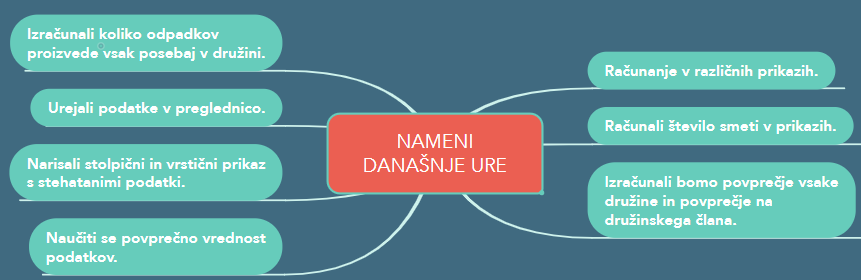 Izračunali koliko odpadkov
proizvede vsak posebaj v družini.
Urejali podatke v preglednico.
Narisali stolpični in vrstični prikaz
s stehatanimi podatki.
Naučiti se povprečno vrednost
podatkov.
NAMENI
DANAŠNJE URE
Računanje v različnih prikazih.
Računali število smeti v prikazih.
Izračunali bomo povprečje vsake
družine in povprečje na
družinskega člana.